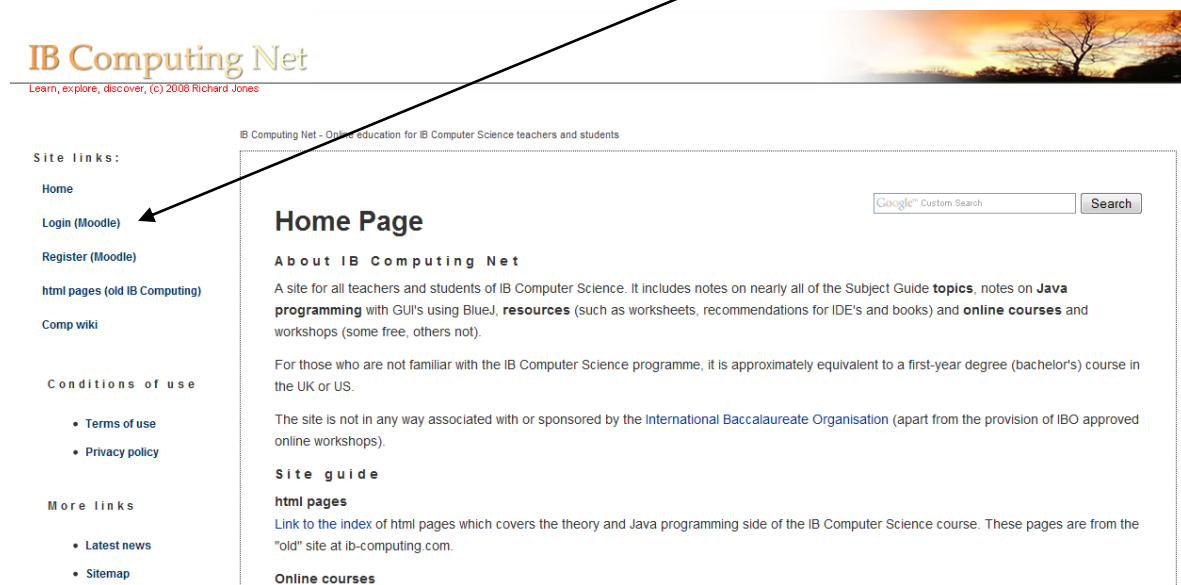 IB Computing Net
Learn, explore, discover, (c) 2008 Richard Jones
IB Computing Net - Online education for IB Computer Science teachers and students
Site links:
Home
Login (Moodle)
Register (Moodle)
html pages (old IB Computing)
Comp wiki
Conditions of use
• Terms of use
• Privacy policy
More links
• Latest news
• Sitemap
Google™ Custom Search
Search
Home Page
About IB Computing Net
A site for all teachers and students of IB Computer Science. It includes notes on nearly all of the Subject Guide topics, notes on Java
programming with GUI's using BlueJ, resources (such as worksheets, recommendations for IDE's and books) and online courses and
workshops (some free, others not).
For those who are not familiar with the IB Computer Science programme, it is approximately equivalent to a first-year degree (bachelor's) course in
the UK or US.
The site is not in any way associated with or sponsored by the International Baccalaureate Organisation (apart from the provision of IBO approved
online workshops).
Site guide
html pages
Link to the index of html pages which covers the theory and Java programming side of the IB Computer Science course. These pages are from the
"old" site at ib-computing.com.
Online courses